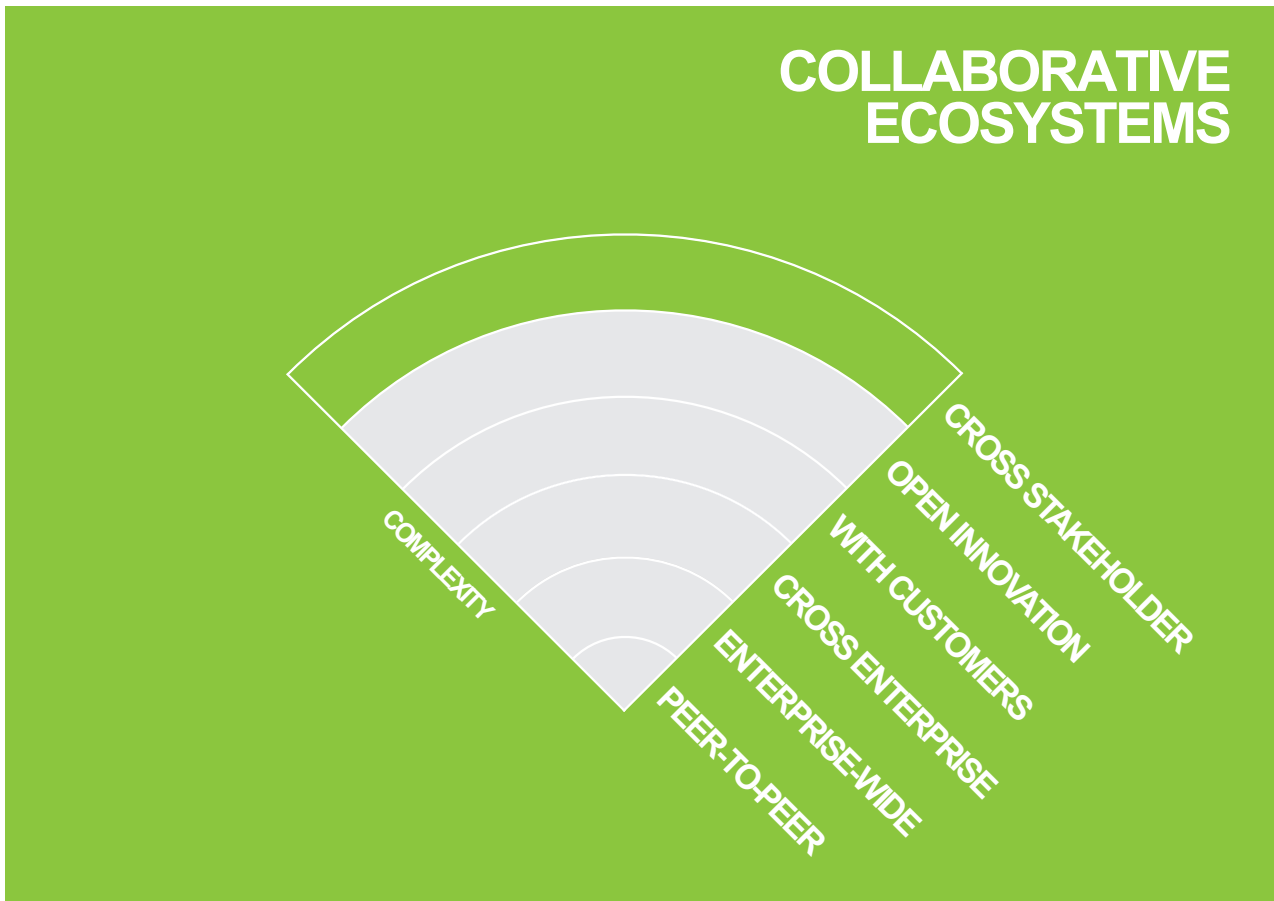 COLLABORATIVE
ECOSYSTEMS
CROSS STAKEHOLDER
OPEN INNOVATION
WITH CUSTOMERS
CROSS ENTERPRISE
ENTERPRISE-WIDE
PEER-TO-PEER
COMPLEXITY